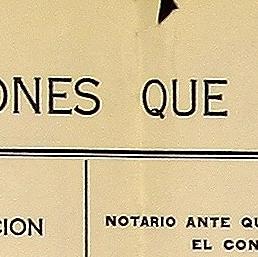 ONES QUE
CION
NOTARIO ANTE QU
EL CON